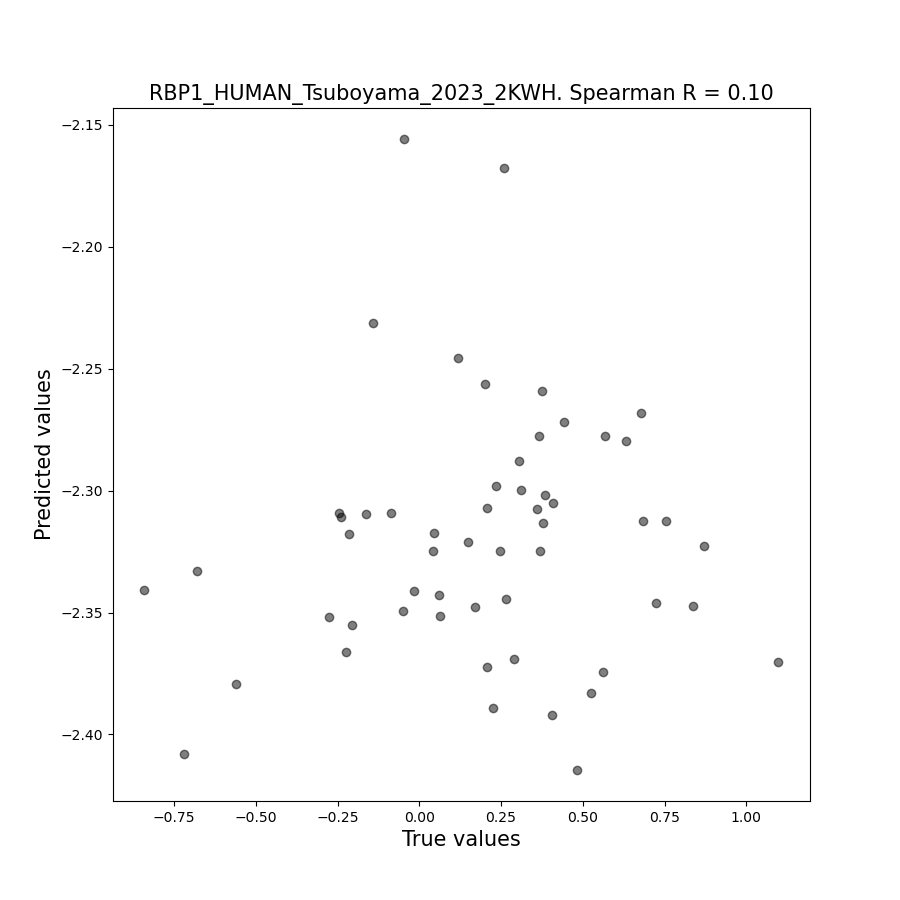 RBP1_HUMAN_Tsuboyama_2023_2KWH. Spearman R = 0.10
−2.15
−2.20
−2.25
−2.30
−2.35
−2.40
Predicted values
−0.75 −0.50 −0.25 0.00 0.25 0.50 0.75 1.00
True values